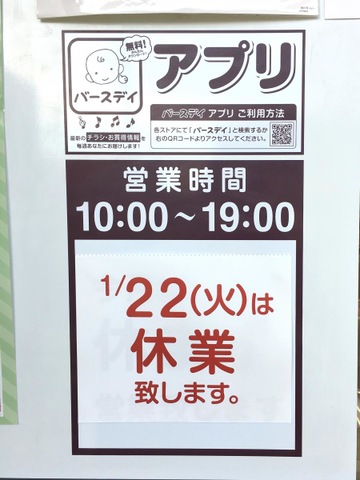 無料!
バースデイ
最新のチラシ・お買得情報を
毎週あなたにお届けします!
アプリ
バースデイ アプリ ご利用方法
各ストアにて「バースデイ」と検索するか
右のQRコードよりアクセスしてください。
営業時間
10:00～19:00
1/22(火)は
休業
致します。